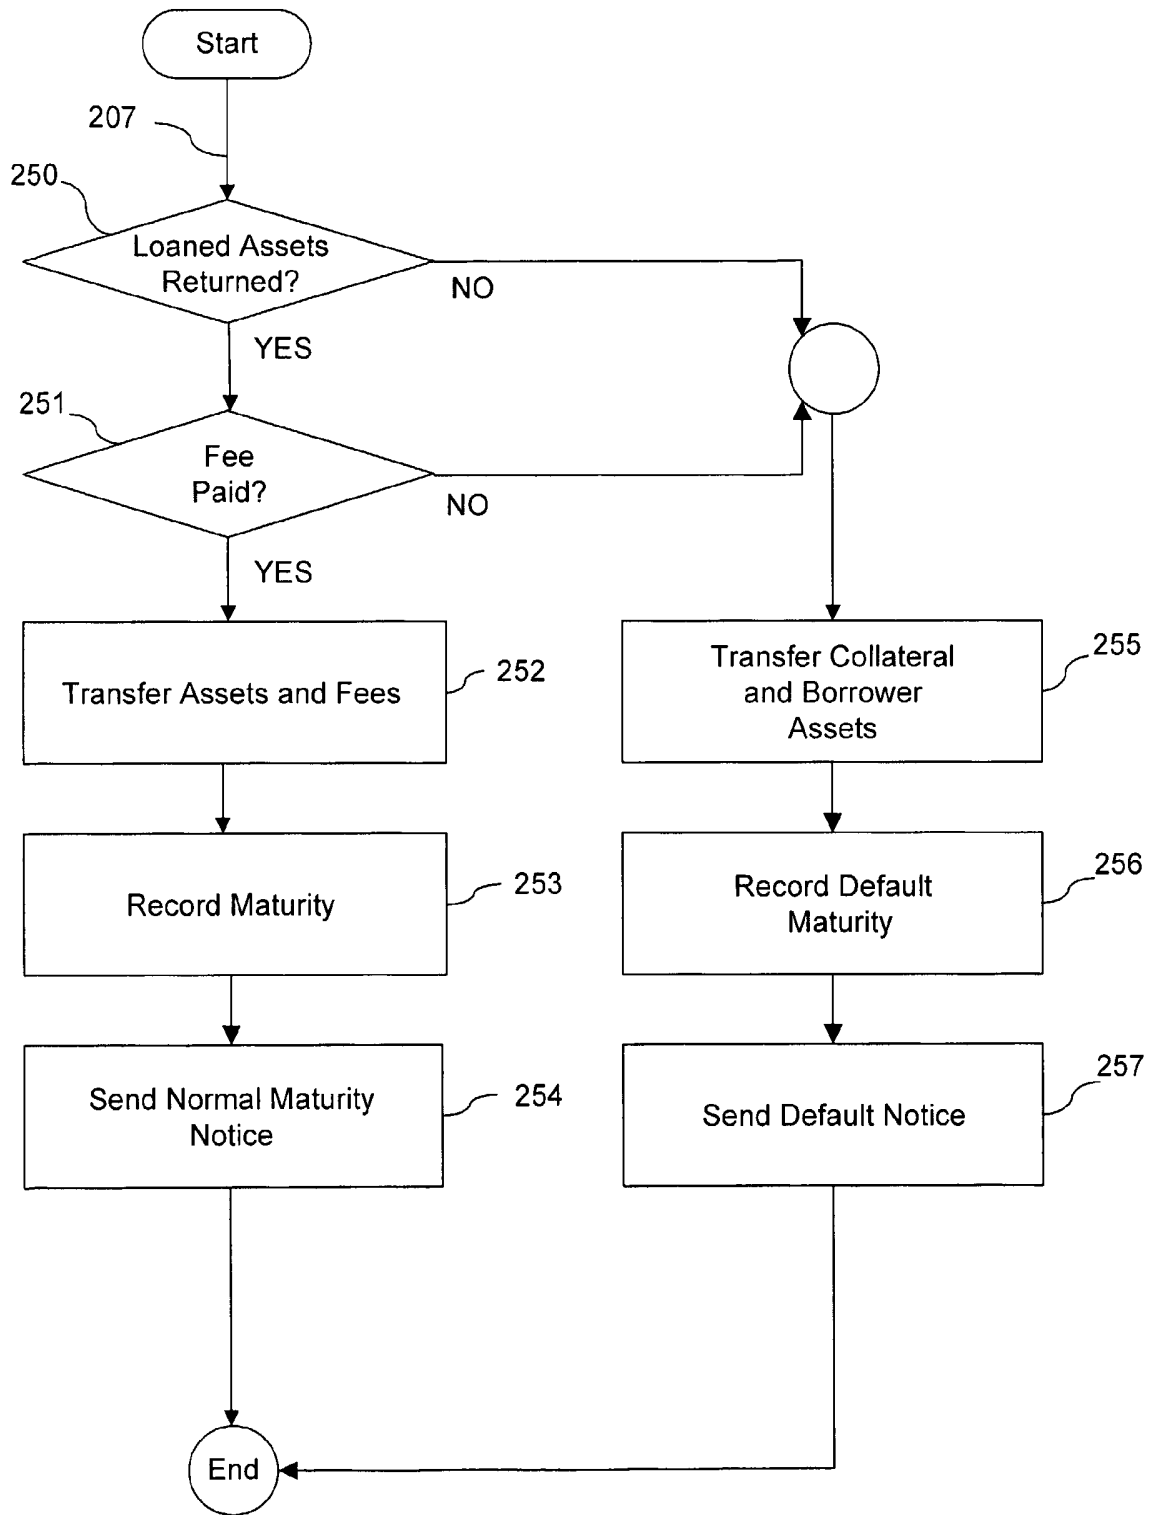 Start
207
250
Loaned Assets
Returned?
NO
YES
251
Fee
Paid?
NO
YES
Transfer Assets and Fees
252
Transfer Collateral
and Borrower
Assets
255
Record Maturity
253
Record Default
Maturity
256
Send Normal Maturity
Notice
254
Send Default Notice
257
End